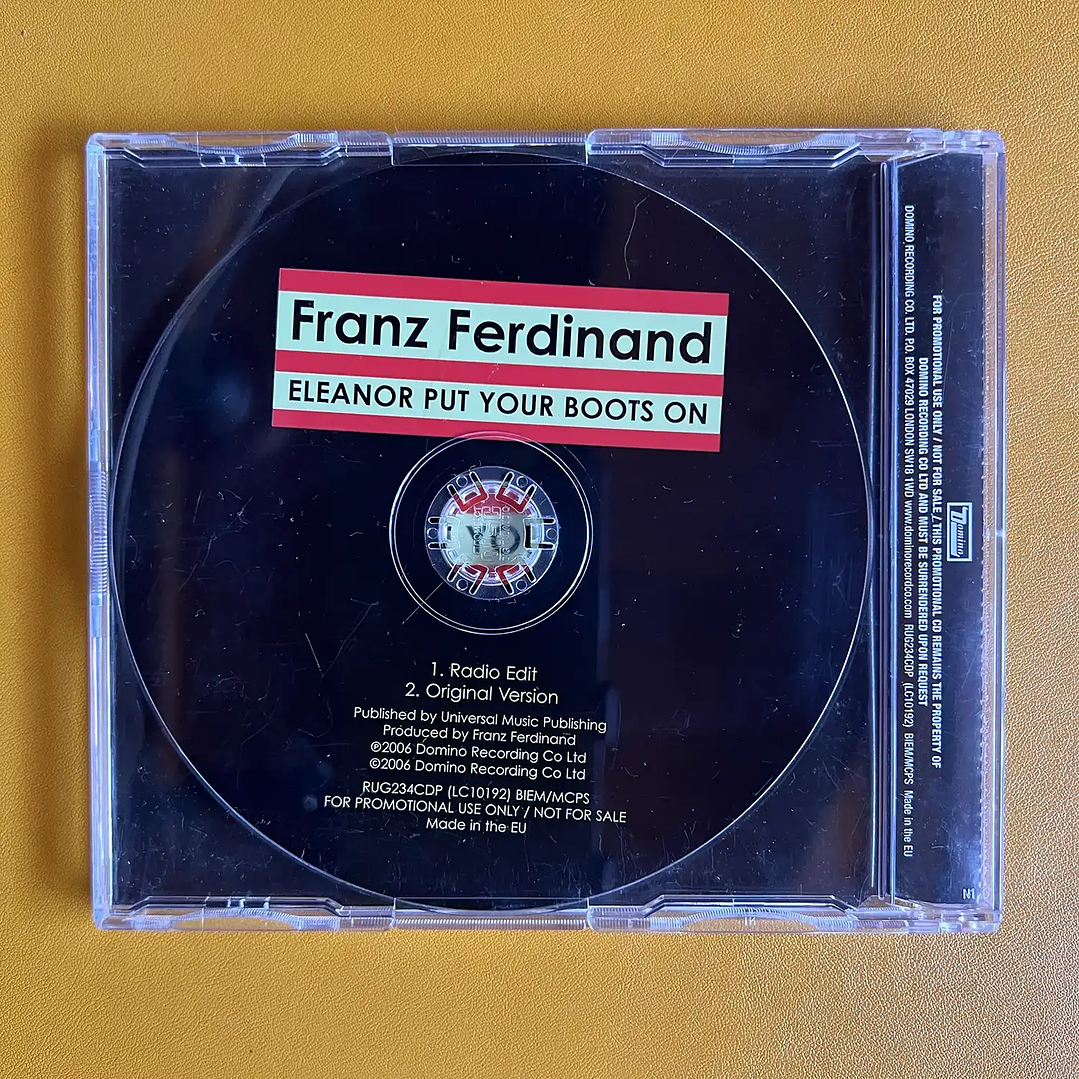 Franz Ferdinand
ELEANOR PUT YOUR BOOTS ON
1. Radio Edit
2. Original Version
Published by Universal Music Publishing
Produced by Franz Ferdinand
℗2006 Domino Recording Co Ltd
©2006 Domino Recording Co Ltd
RUG234CDP (LC10192) BIEM/MCPS
FOR PROMOTIONAL USE ONLY / NOT FOR SALE
Made in the EU
Domino
FOR PROMOTIONAL USE ONLY / NOT FOR SALE / THIS PROMOTIONAL CD REMAINS THE PROPERTY OF
DOMINO RECORDING CO LTD AND MUST BE SURRENDERED UPON REQUEST
DOMINO RECORDING CO. LTD. P.O. BOX 47029 LONDON SW18 1WD www.dominorecordco.com RUG234CDP (LC10192) BIEM/MCPS Made in the EU
N1